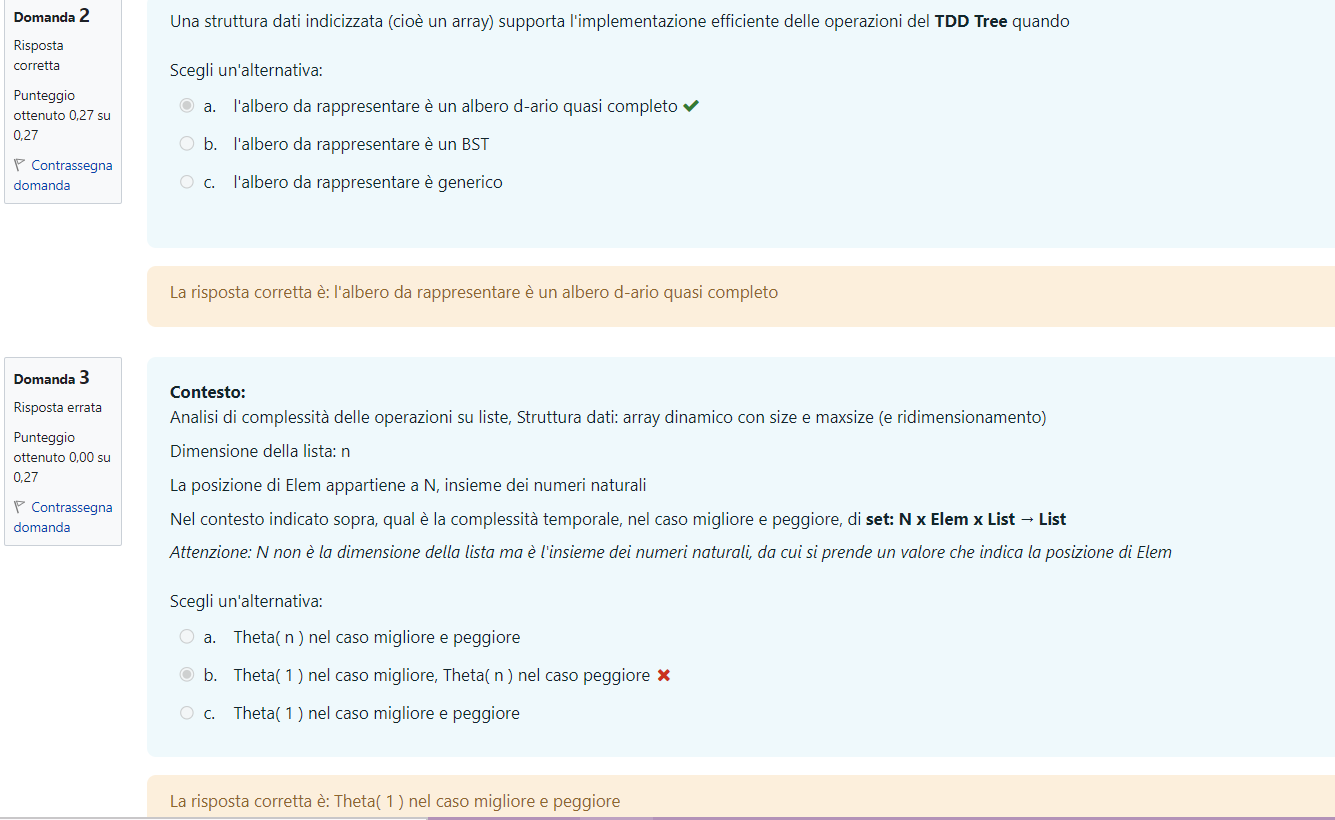 Domanda 2
Risposta
corretta
Punteggio
ottenuto 0,27 su
0,27
Contrassegna
domanda
Una struttura dati indicizzata (cioè un array) supporta l'implementazione efficiente delle operazioni del TDD Tree quando
Scegli un'alternativa:
a. l'albero da rappresentare è un albero d-ario quasi completo
b. l'albero da rappresentare è un BST
c. l'albero da rappresentare è generico
La risposta corretta è: l'albero da rappresentare è un albero d-ario quasi completo
Domanda 3
Risposta errata
Punteggio
ottenuto 0,00 su
0,27
Contrassegna
domanda
Contesto:
Analisi di complessità delle operazioni su liste, Struttura dati: array dinamico con size e maxsize (e ridimensionamento)
Dimensione della lista: n
La posizione di Elem appartiene a N, insieme dei numeri naturali
Nel contesto indicato sopra, qual è la complessità temporale, nel caso migliore e peggiore, di set: N x Elem x List → List
Attenzione: N non è la dimensione della lista ma è l'insieme dei numeri naturali, da cui si prende un valore che indica la posizione di Elem
Scegli un'alternativa:
a. Theta( n ) nel caso migliore e peggiore
b. Theta( 1 ) nel caso migliore, Theta( n ) nel caso peggiore
c. Theta( 1 ) nel caso migliore e peggiore
La risposta corretta è: Theta( 1 ) nel caso migliore e peggiore